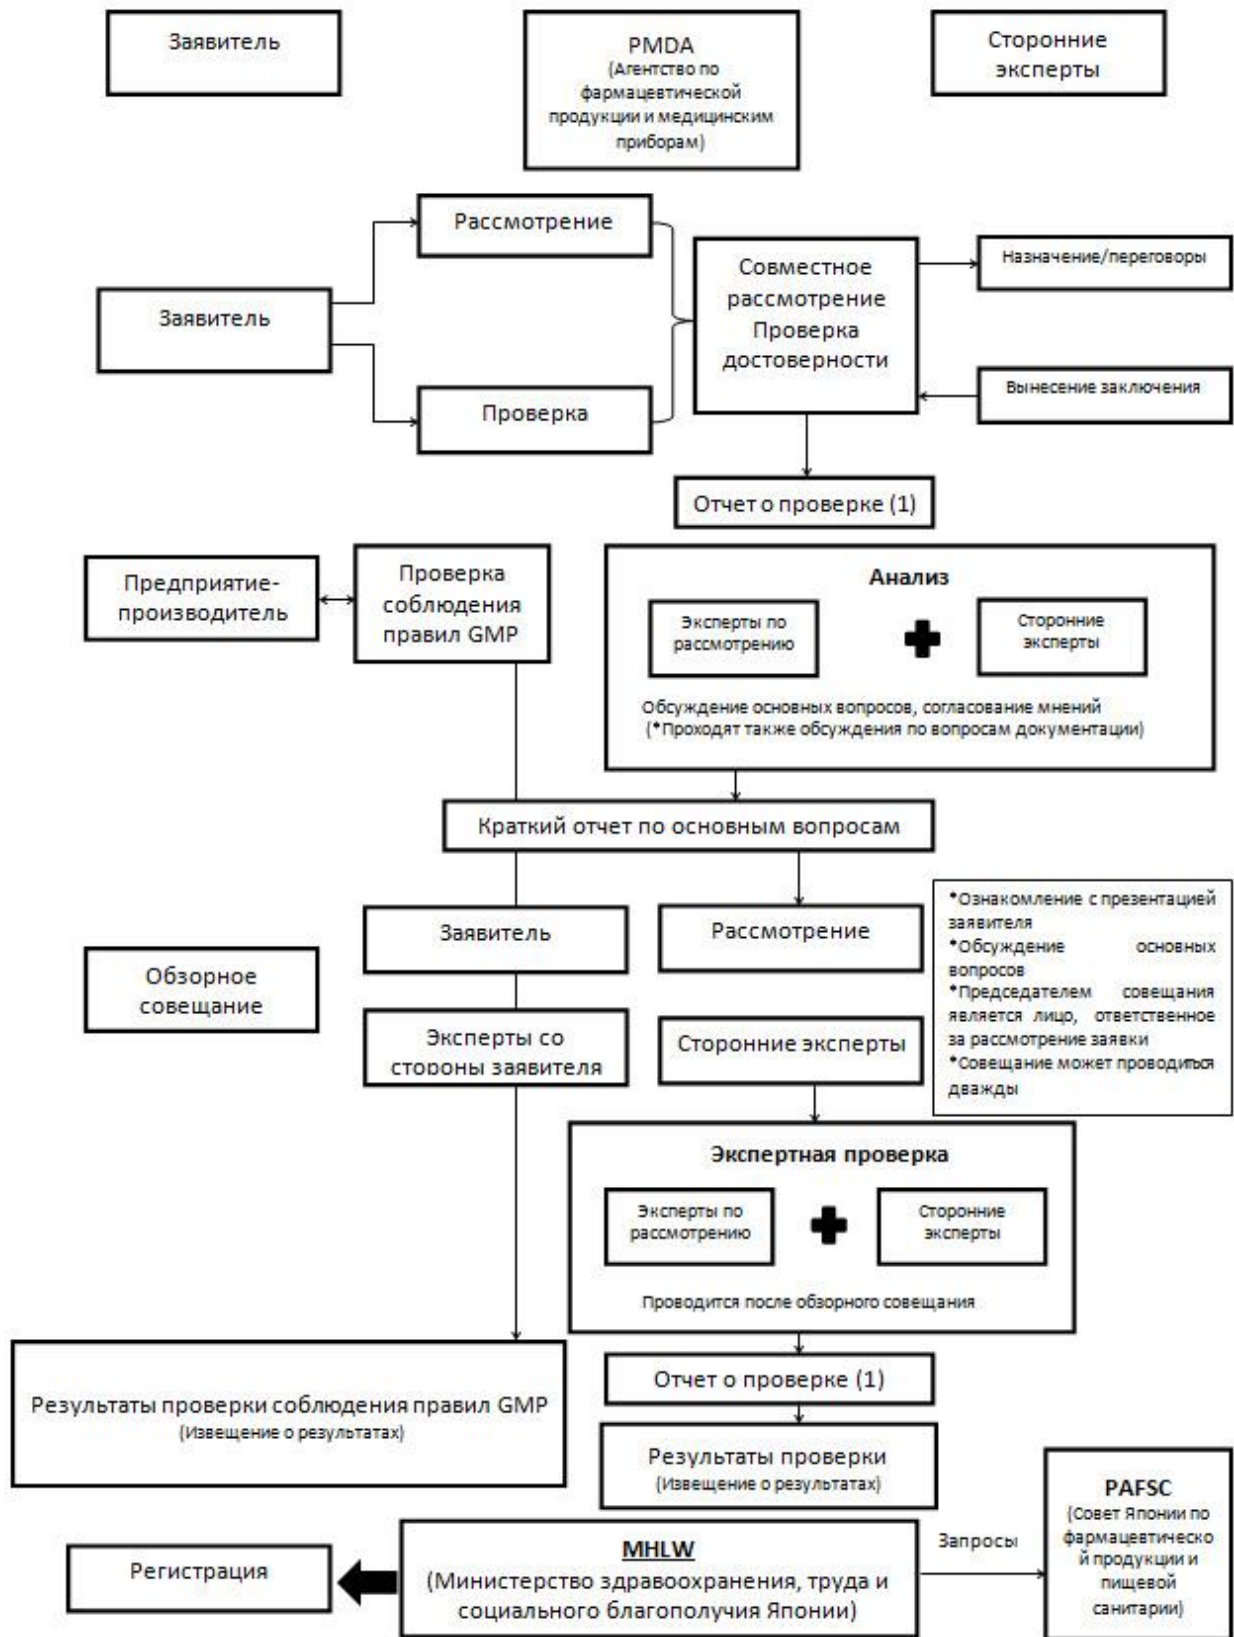 Заявитель
PMDA
(Агентство по
фармацевтической
продукции и медицинским
приборам)
Сторонние
эксперты
Рассмотрение
Заявитель
Проверка
Совместное
рассмотрение
Проверка
достоверности
Назначение/переговоры
Вынесение заключения
Отчет о проверке (1)
Предприятие-
производитель
Проверка
соблюдения
правил GMP
Анализ
Эксперты по
рассмотрению
Сторонние
эксперты
Обсуждение основных вопросов, согласование мнений
(*Проходят также обсуждения по вопросам документации)
Краткий отчет по основным вопросам
Обзорное
совещание
Заявитель
Эксперты со
стороны заявителя
Рассмотрение
Сторонние эксперты
*Ознакомление с презентацией
заявителя
*Обсуждение основных
вопросов
*Председателем совещания
является лицо, ответственное
за рассмотрение заявки
*Совещание может проводиться
дважды
Экспертная проверка
Эксперты по
рассмотрению
Сторонние
эксперты
Проводится после обзорного совещания
Результаты проверки соблюдения правил GMP
(Извещение о результатах)
Отчет о проверке (1)
Результаты проверки
(Извещение о результатах)
Регистрация
MHLW
(Министерство здравоохранения, труда и
социального благополучия Японии)
Запросы
PAFSC
(Совет Японии по
фармацевтическо
й продукции и
пищевой
санитарии)